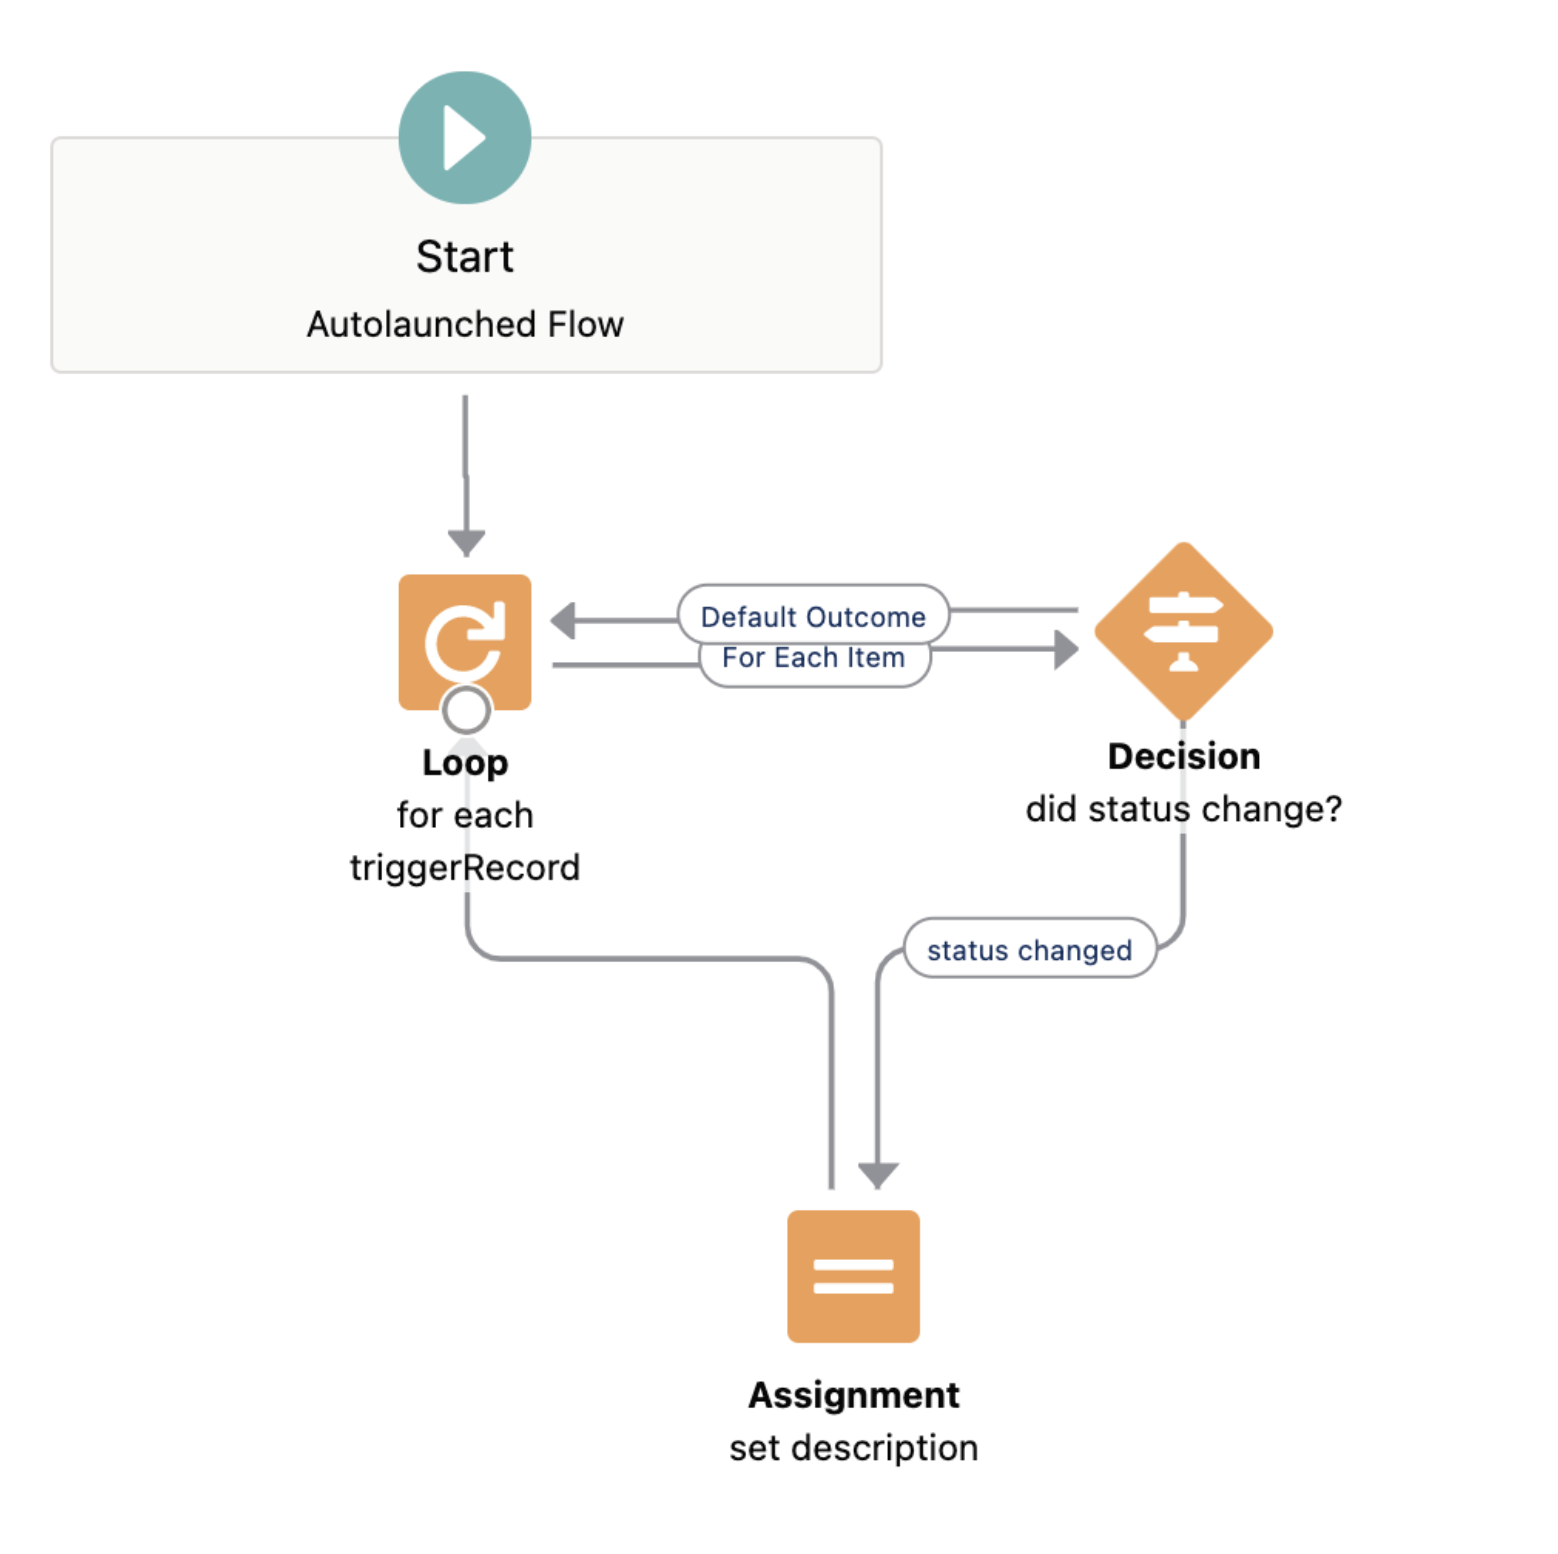 Start
Autolaunched Flow
Default Outcome
For Each Item
Loop
for each
triggerRecord
Decision
did status change?
status changed
Assignment
set description